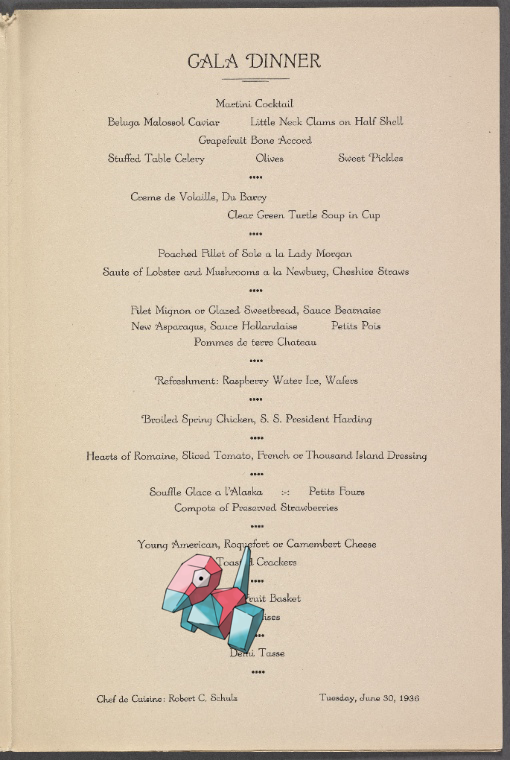 GALA DINNER
Martini Cocktail
Beluga Malossol Caviar Little Neck Clams on Half Shell
Grapefruit Bone Accord
Stuffed Table Celery Olives Sweet Pickles
Creme de Volaille, Du Barry
Clear Green Turtle Soup in Cup
Poached Fillet of Sole a la Lady Morgan
Saute of Lobster and Mushrooms a la Newburg, Cheshire Straws
Filet Mignon or Glazed Sweetbread, Sauce Bearnaise
New Asparagus, Sauce Hollandaise Petits Pois
Pommes de terre Chateau
Refreshment: Raspberry Water Ice, Wafers
Broiled Spring Chicken, S. S. President Harding
Hearts of Romaine, Sliced Tomato, French or Thousand Island Dressing
Souffle Glace a l'Alaska :-: Petits Fours
Compote of Preserved Strawberries
Young American, Roquefort or Camembert Cheese
Crackers
Fruit Basket
Demi Tasse
Chef de Cuisine: Robert C. Schulz Tuesday, June 30, 1936